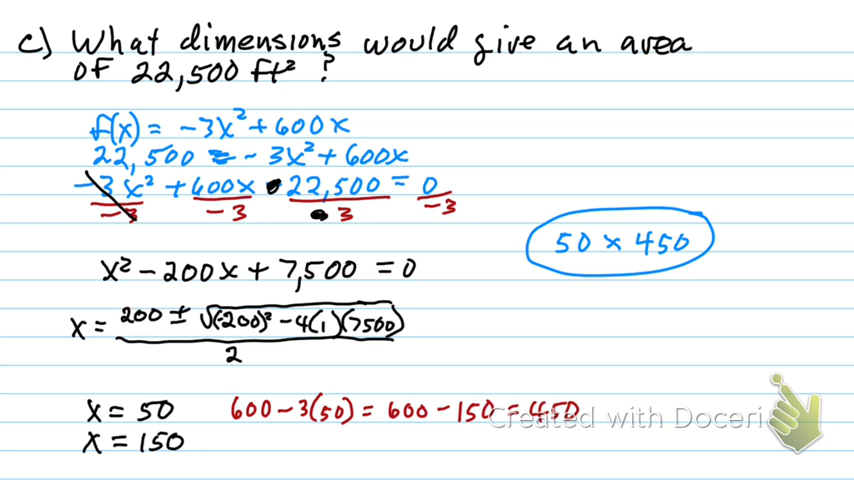 c) What dimensions would give an area
of 22,500 ft² ?
f(x) = -3x² + 600x
22,500 = -3x² + 600x
-3x² + 600x - 22,500 = 0
-3 -3 -3 -3
50 x 450
x² - 200x + 7,500 = 0
x = 200 ± √(-200)² - 4(1)(7500)
2
x = 50 600 - 3(50) = 600 - 150 = 450
x = 150
Created with Doceri